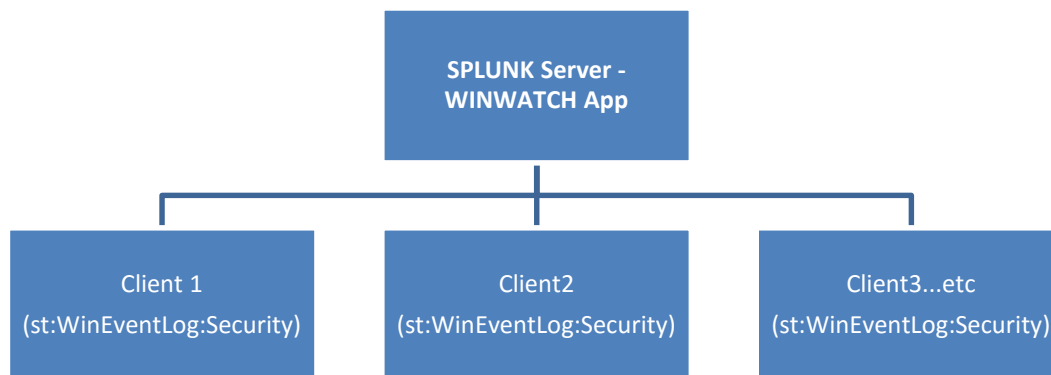 SPLUNK Server -
WINWATCH App
Client 1
(st:WinEventLog:Security)
Client2
(st:WinEventLog:Security)
Client3...etc
(st:WinEventLog:Security)